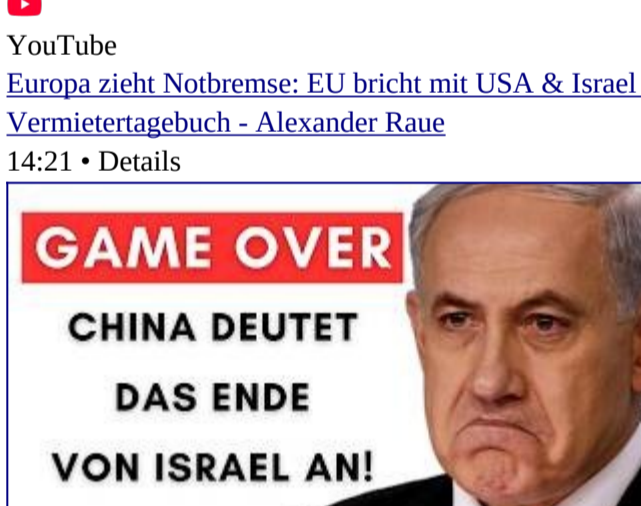 YouTube
Europa zieht Notbremse: EU bricht mit USA & Israel
Vermietertagebuch - Alexander Raue
14:21 • Details
GAME OVER
CHINA DEUTET
DAS ENDE
VON ISRAEL AN!